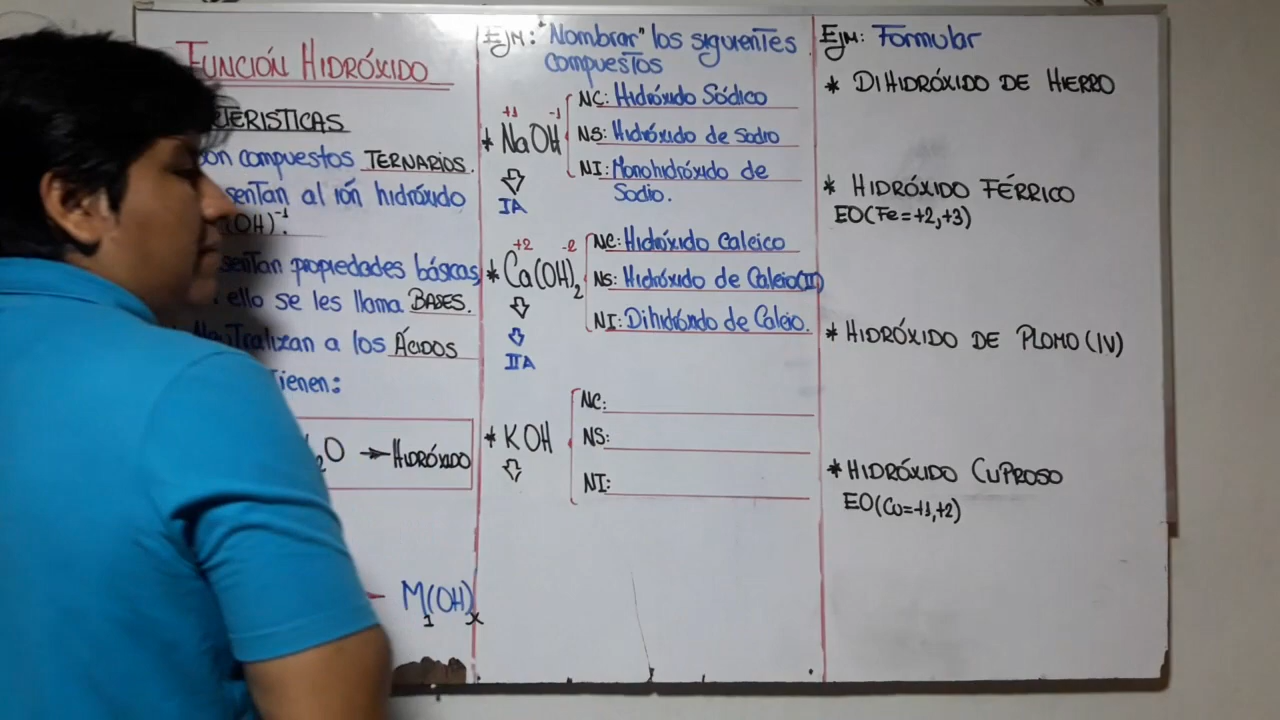 FUNCIÓN HIDRÓXIDO
TERISTICAS
son compuestos TERNARIOS.
sentan al ión hidróxido
(OH)⁻¹.
sentan propiedades básicas,
ello se les llama BASES.
Neutralizan a los ÁCIDOS
tienen:
₂O → HIDRÓXIDO
M₁(OH)ₓ
EJM: "Nombrar" los siguientes
compuestos
+1 -1
* NaOH
NC: Hidróxido Sódico
NS: Hidróxido de sodio
NI: Monohidróxido de
Sodio.
IA
+2 -2
* Ca(OH)₂
NC: Hidróxido Calcico
NS: Hidróxido de Calcio(II)
NI: Dihidróxido de Calcio.
IIA
* KOH
NC:
NS:
NI:
EJM: Formular
* DIHIDRÓXIDO DE HIERRO
* HIDRÓXIDO FÉRRICO
EO(Fe=+2,+3)
* HIDRÓXIDO DE PLOMO(IV)
* HIDRÓXIDO CUPROSO
EO(Cu=+1,+2)